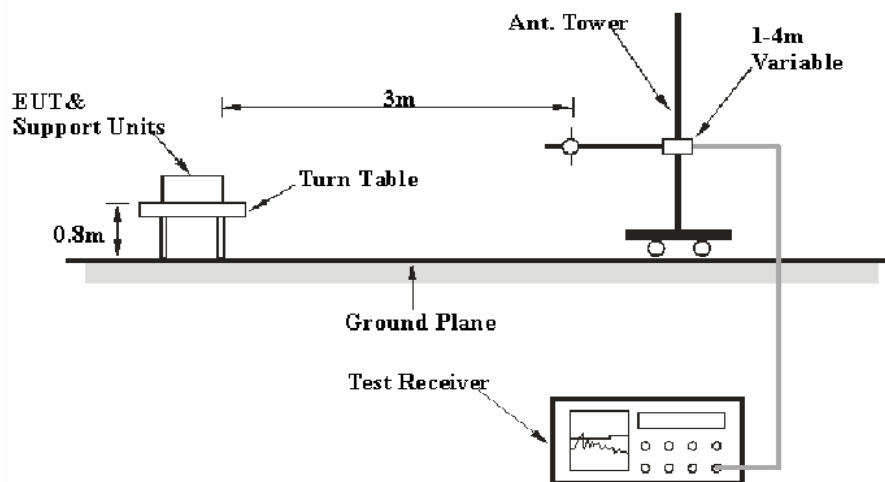 Ant. Tower
1-4m
Variable
3m
EUT&
Support Units
Turn Table
0.8m
Ground Plane
Test Receiver